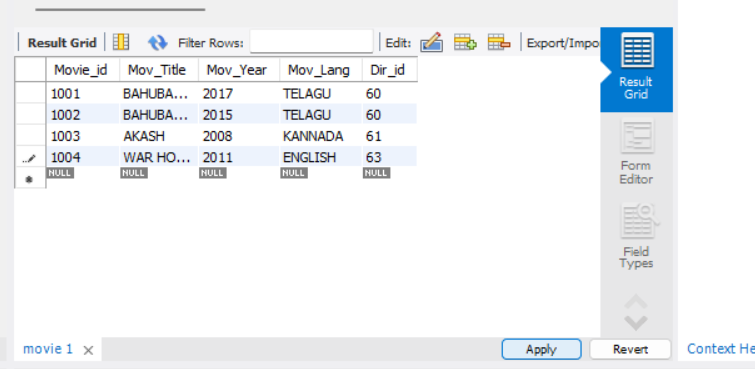 Result Grid Filter Rows: Edit: Export/Impo
Movie_id Mov_Title Mov_Year Mov_Lang Dir_id
1001 BAHUBA... 2017 TELAGU 60
1002 BAHUBA... 2015 TELAGU 60
1003 AKASH 2008 KANNADA 61
1004 WAR HO... 2011 ENGLISH 63
NULL NULL NULL NULL NULL
Result
Grid
Form
Editor
Field
Types
movie 1 Apply Revert Context He